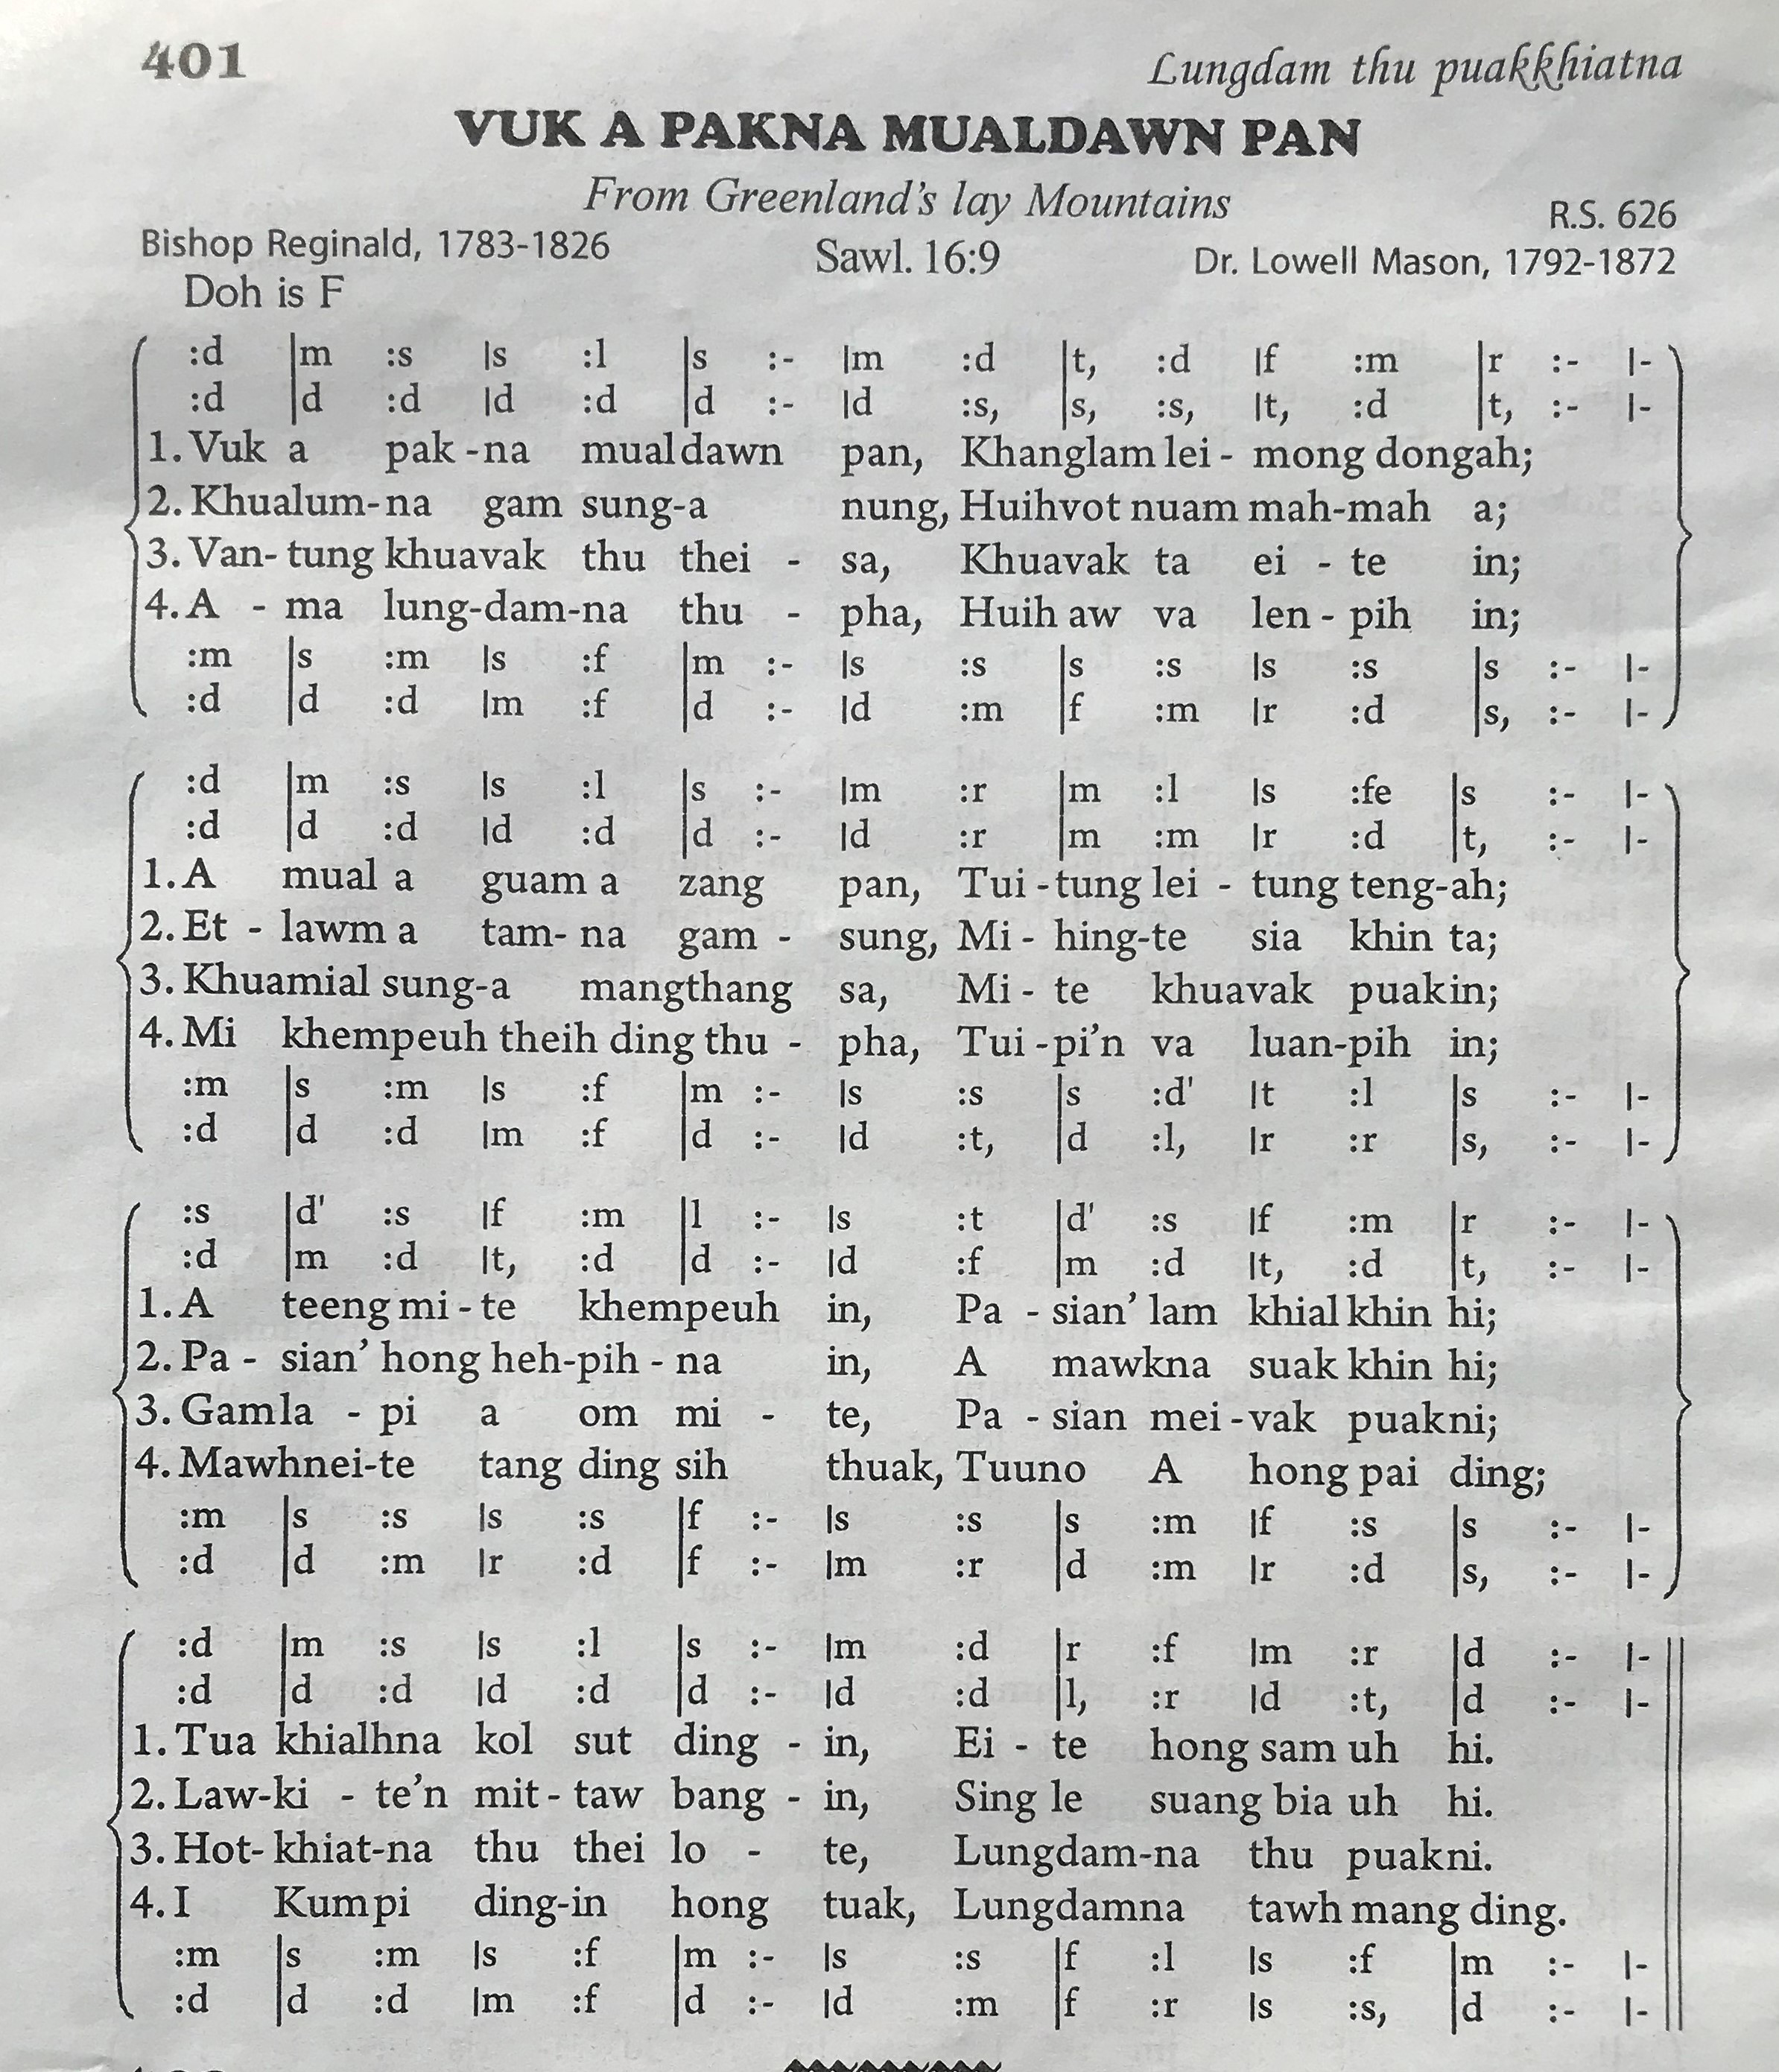 401
Lungdam thu puakkhiatna
VUK A PAKNA MUALDAWN PAN
From Greenland's lay Mountains
R.S. 626
Bishop Reginald, 1783-1826
Sawl. 16:9
Dr. Lowell Mason, 1792-1872
Doh is F
:d |m :s |s :l |s :- |m :d |t, :d |f :m |r :- |-
:d |d :d |d :d |d :- |d :s, |s, :s, |t, :d |t, :- |-
1. Vuk a pak -na mualdawn pan, Khanglam lei - mong dongah;
2. Khualum-na gam sung-a nung, Huihvot nuam mah-mah a;
3. Van- tung khuavak thu thei - sa, Khuavak ta ei - te in;
4. A - ma lung-dam-na thu - pha, Huih aw va len - pih in;
:m |s :m |s :f |m :- |s :s |s :s |s :s |s :- |-
:d |d :d |m :f |d :- |d :m |f :m |r :d |s, :- |-
:d |m :s |s :l |s :- |m :r |m :l |s :fe |s :- |-
:d |d :d |d :d |d :- |d :r |m :m |r :d |t, :- |-
1. A mual a guam a zang pan, Tui -tung lei - tung teng-ah;
2. Et - lawm a tam- na gam - sung, Mi - hing-te sia khin ta;
3. Khuamial sung-a mangthang sa, Mi - te khuavak puakin;
4. Mi khempeuh theih ding thu - pha, Tui -pi'n va luan-pih in;
:m |s :m |s :f |m :- |s :s |s :d' |t :l |s :- |-
:d |d :d |m :f |d :- |d :t, |d :l, |r :r |s, :- |-
:s |d' :s |f :m |l :- |s :t |d' :s |f :m |r :- |-
:d |m :d |t, :d |d :- |d :f |m :d |t, :d |t, :- |-
1. A teeng mi - te khempeuh in, Pa - sian' lam khial khin hi;
2. Pa - sian' hong heh-pih - na in, A mawkna suak khin hi;
3. Gamla - pi a om mi - te, Pa - sian mei -vak puakni;
4. Mawhnei-te tang ding sih thuak, Tuuno A hong pai ding;
:m |s :s |s :s |f :- |s :s |s :m |f :s |s :- |-
:d |d :m |r :d |f :- |m :r |d :m |r :d |s, :- |-
:d |m :s |s :l |s :- |m :d |r :f |m :r |d :- |-
:d |d :d |d :d |d :- |d :d |l, :r |d :t, |d :- |-
1. Tua khialhna kol sut ding - in, Ei - te hong sam uh hi.
2. Law-ki - te'n mit - taw bang - in, Sing le suang bia uh hi.
3. Hot- khiat-na thu thei lo - te, Lungdam-na thu puakni.
4. I Kumpi ding-in hong tuak, Lungdamna tawh mang ding.
:m |s :m |s :f |m :- |s :s |f :l |s :f |m :- |-
:d |d :d |m :f |d :- |d :m |f :r |s :s, |d :- |-